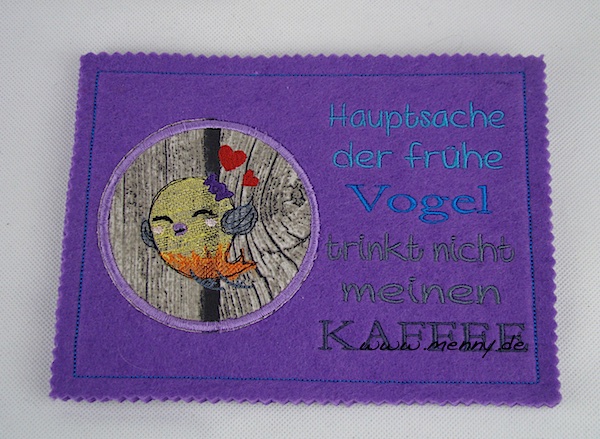 Hauptsache
der frühe
Vogel
trinkt nicht
meinen
KAFFEE
www.menny.de